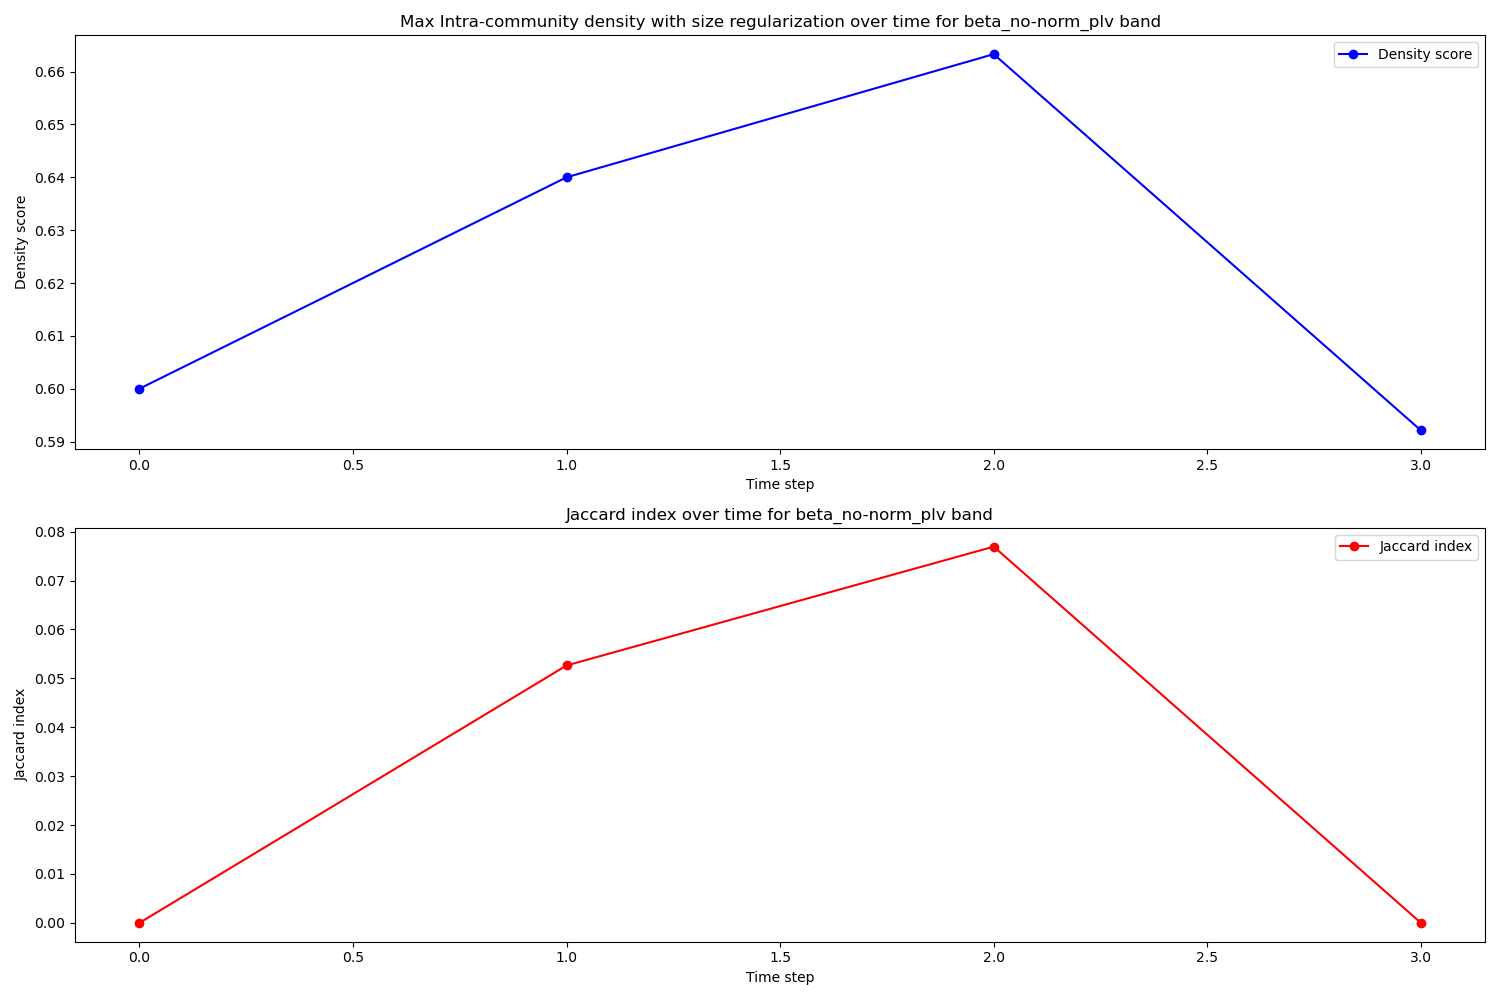 Max Intra-community density with size regularization over time for beta_no-norm_plv band
Density score
0.66
0.65
0.64
0.63
0.62
0.61
0.60
0.59
Density score
0.0 0.5 1.0 1.5 2.0 2.5 3.0
Time step
Jaccard index over time for beta_no-norm_plv band
Jaccard index
0.08
0.07
0.06
0.05
0.04
0.03
0.02
0.01
0.00
Jaccard index
0.0 0.5 1.0 1.5 2.0 2.5 3.0
Time step